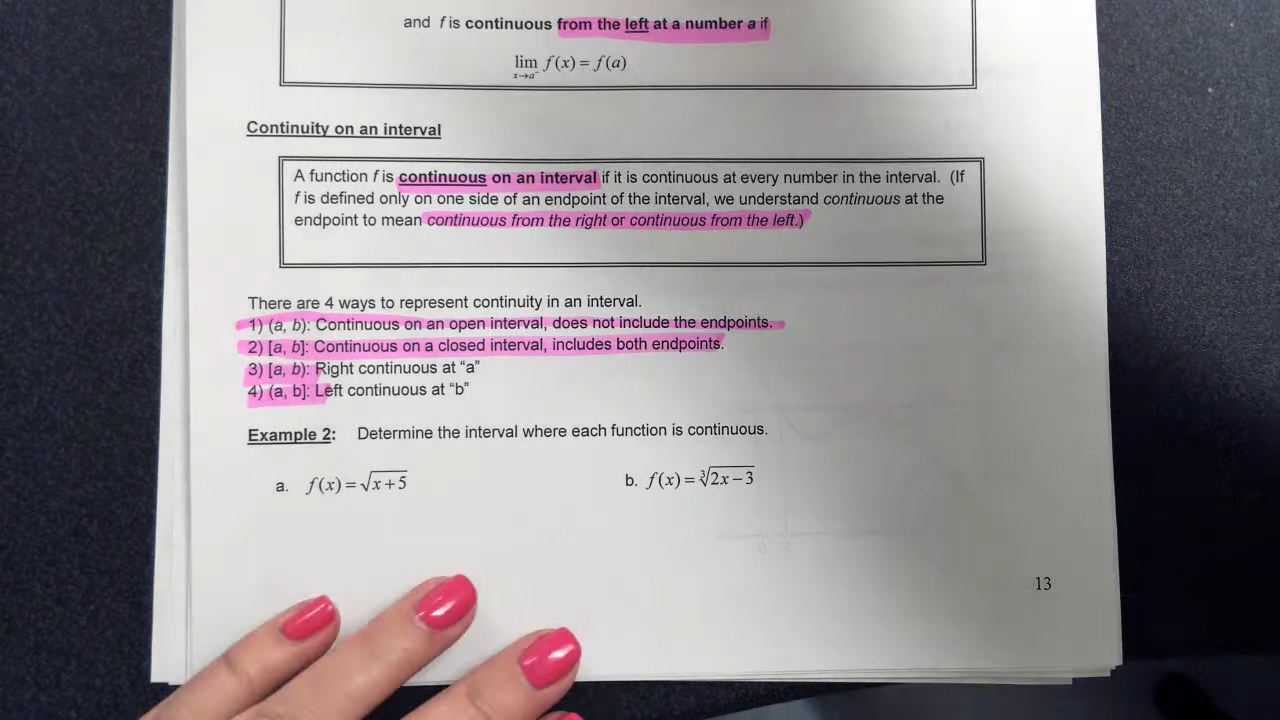 and f is continuous from the left at a number a if
lim f(x) = f(a)
x→a⁻
Continuity on an interval
A function f is continuous on an interval if it is continuous at every number in the interval. (If
f is defined only on one side of an endpoint of the interval, we understand continuous at the
endpoint to mean continuous from the right or continuous from the left.)
There are 4 ways to represent continuity in an interval.
1) (a, b): Continuous on an open interval, does not include the endpoints.
2) [a, b]: Continuous on a closed interval, includes both endpoints.
3) [a, b): Right continuous at “a”
4) (a, b]: Left continuous at “b”
Example 2: Determine the interval where each function is continuous.
a. f(x) = √(x+5) b. f(x) = ∛(2x−3)
13